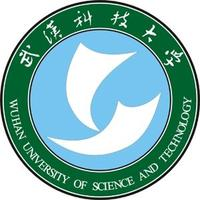 武汉科技大学
WUHAN UNIVERSITY OF SCIENCE AND TECHNOLOGY